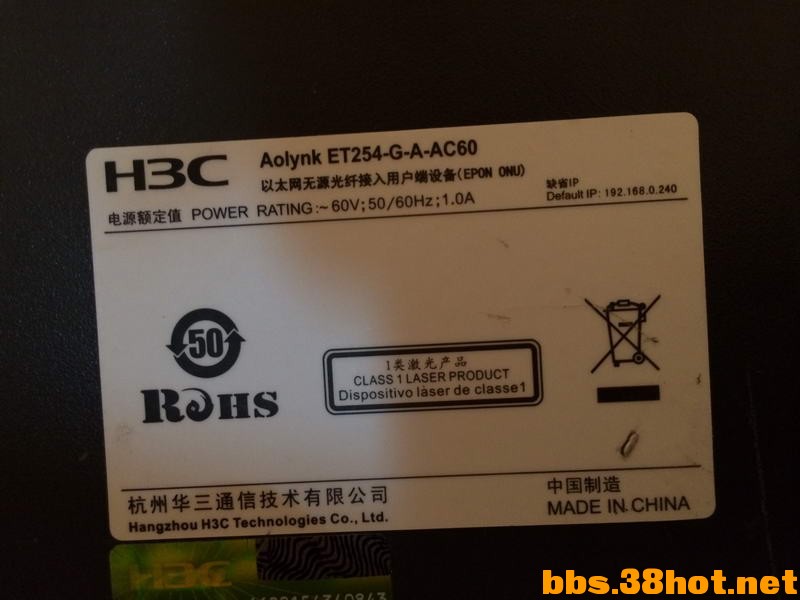 H3C
Aolynk ET254-G-A-AC60
以太网无源光纤接入用户端设备(EPON ONU)
电源额定值 POWER RATING:~60V;50/60Hz;1.0A
缺省IP
Default IP: 192.168.0.240
50
RoHS
1类激光产品
CLASS 1 LASER PRODUCT
Dispositivo làser de classe1
杭州华三通信技术有限公司
Hangzhou H3C Technologies Co., Ltd.
中国制造
MADE IN CHINA
H3C
bbs.38hot.net